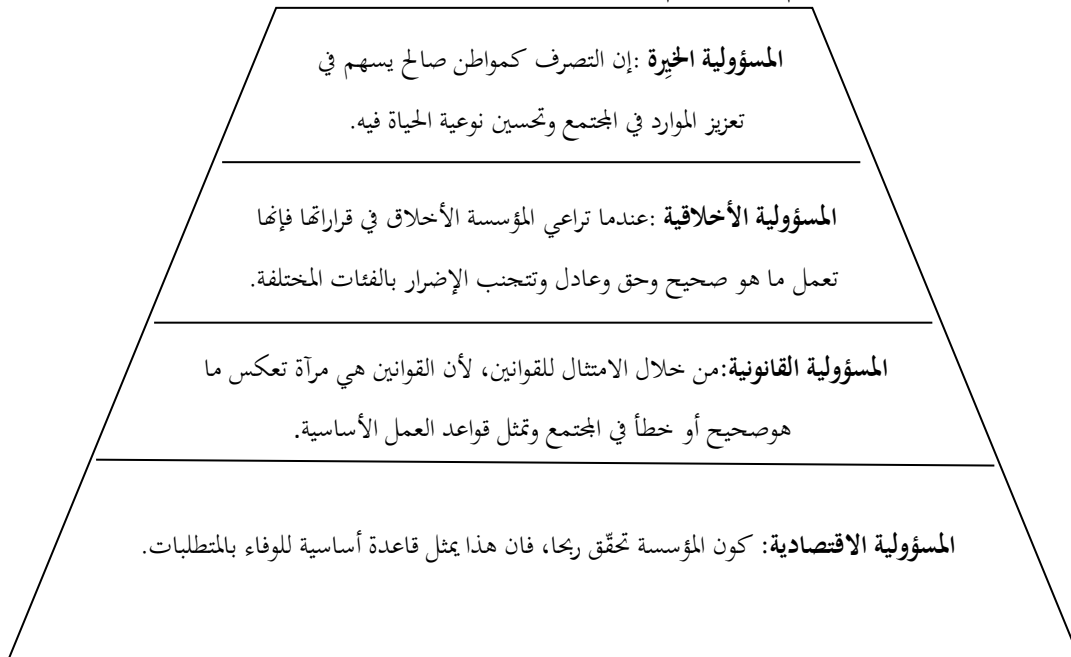 المسؤولية الخيِرة :إن التصرف كمواطن صالح يسهم في
تعزيز الموارد في المجتمع وتحسين نوعية الحياة فيه.
المسؤولية الأخلاقية :عندما تراعي المؤسسة الأخلاق في قراراتها فإنها
تعمل ما هو صحيح وحق وعادل وتتجنب الإضرار بالفئات المختلفة.
المسؤولية القانونية:من خلال الامتثال للقوانين، لأن القوانين هي مرآة تعكس ما
هوصحيح أو خطأ في المجتمع وتمثل قواعد العمل الأساسية.
المسؤولية الاقتصادية: كون المؤسسة تحقّق ربحا، فان هذا يمثل قاعدة أساسية للوفاء بالمتطلبات.